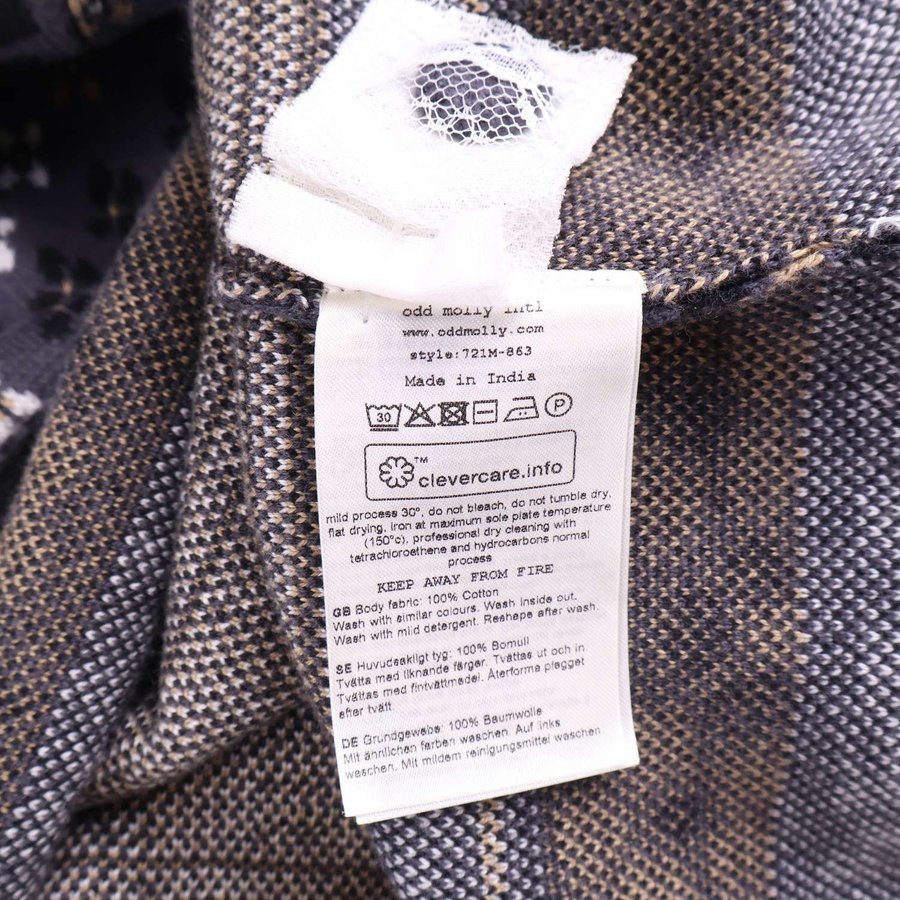 odd molly intl
www.oddmolly.com
style:721M-863
Made in India
30 P
™ clevercare.info
mild process 30°, do not bleach, do not tumble dry,
flat drying, iron at maximum sole plate temperature
(150°c), professional dry cleaning with
tetrachloroethene and hydrocarbons normal
process
KEEP AWAY FROM FIRE
GB Body fabric: 100% Cotton
Wash with similar colours. Wash inside out.
Wash with mild detergent. Reshape after wash.
SE Huvudsakligt tyg: 100% Bomull
Tvätta med liknande färger. Tvättas ut och in
Tvättas med fintvättmedel. Återforma plagget
efter tvätt.
DE Grundgewebe: 100% Baumwolle
Mit ähnlichen farben waschen. Auf links
waschen. Mit mildem reinigungsmittel waschen